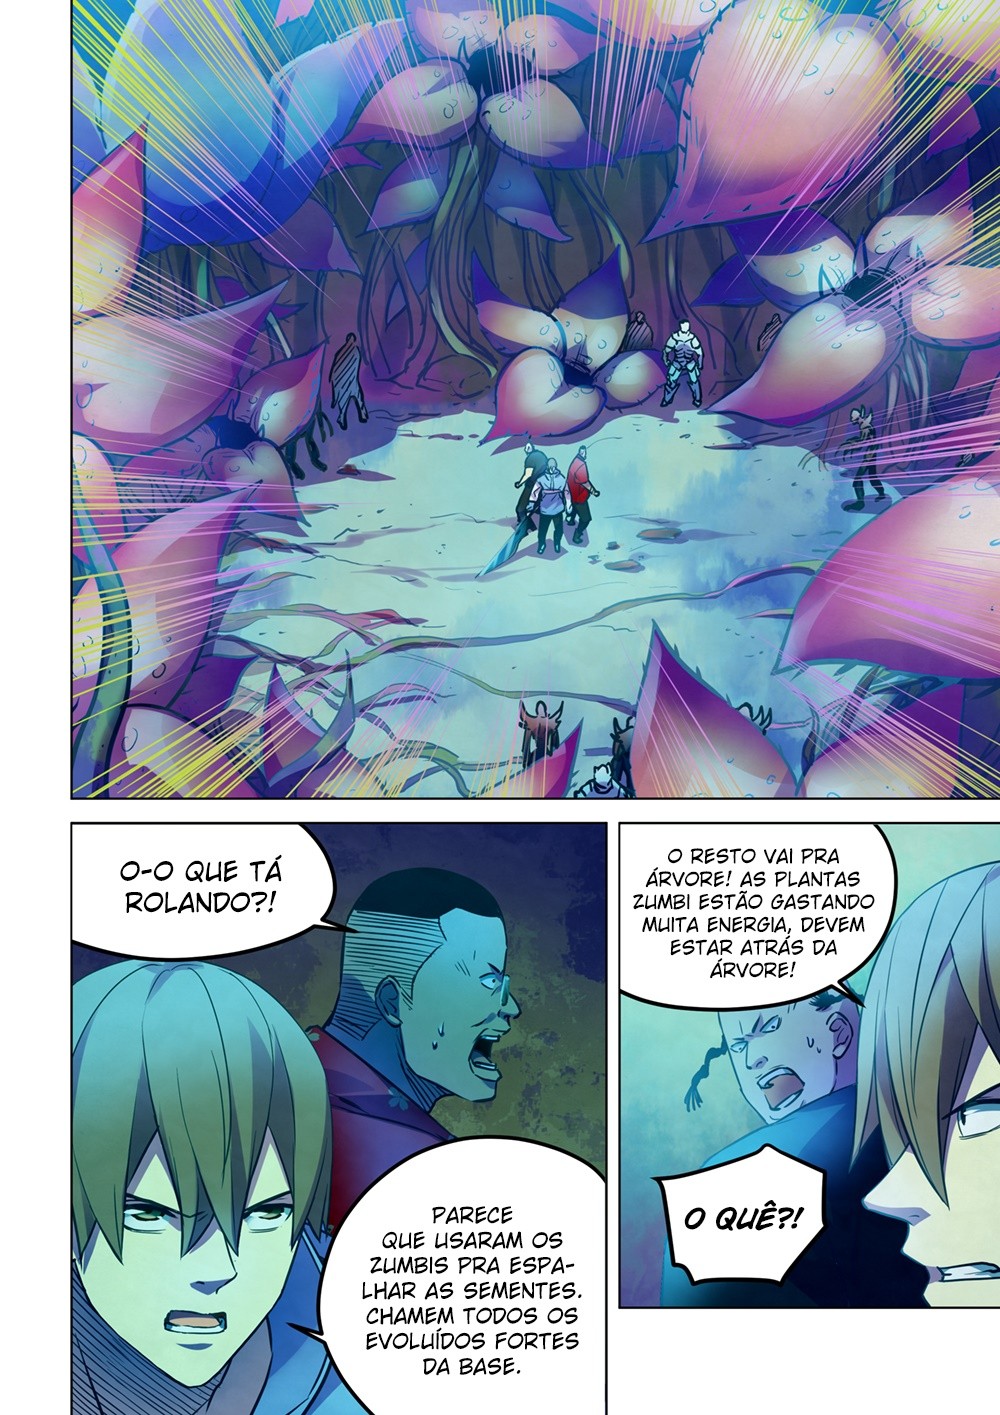 O-O QUE TÁ
ROLANDO?!
PARECE
QUE USARAM OS
ZUMBIS PRA ESPA-
LHAR AS SEMENTES.
CHAMEM TODOS OS
EVOLUÍDOS FORTES
DA BASE.
O RESTO VAI PRA
ÁRVORE! AS PLANTAS
ZUMBI ESTÃO GASTANDO
MUITA ENERGIA, DEVEM
ESTAR ATRÁS DA
ÁRVORE!
O QUÊ?!